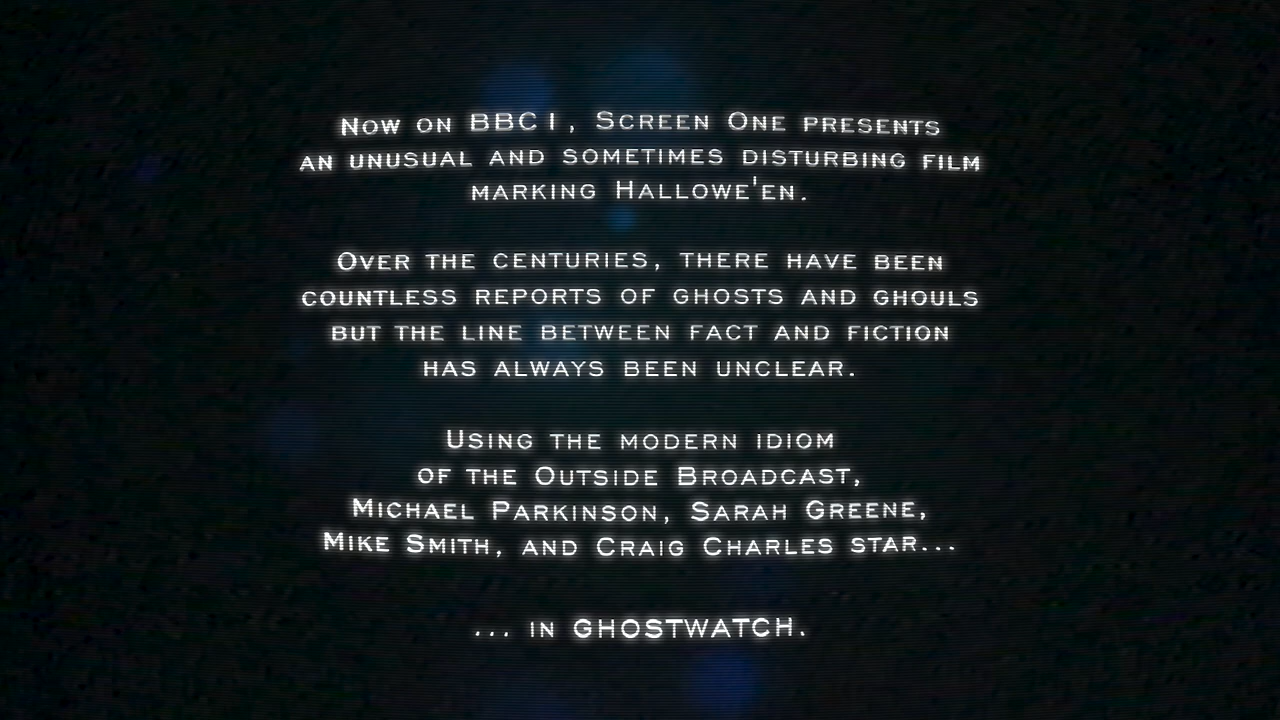 Now on BBC1, Screen One presents
an unusual and sometimes disturbing film
marking Hallowe'en.
Over the centuries, there have been
countless reports of ghosts and ghouls
but the line between fact and fiction
has always been unclear.
Using the modern idiom
of the Outside Broadcast,
Michael Parkinson, Sarah Greene,
Mike Smith, and Craig Charles star...
... in GHOSTWATCH.